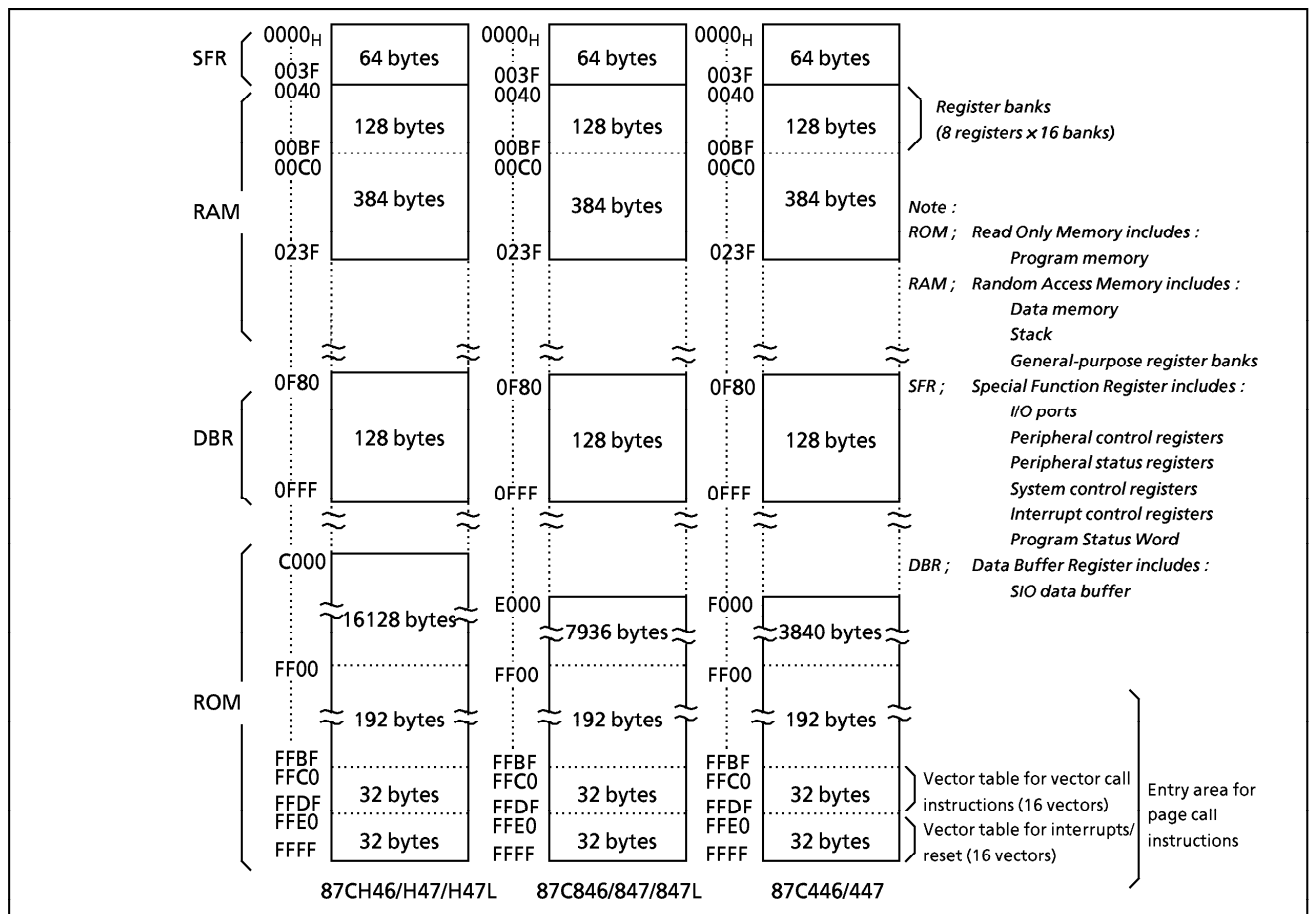 SFR
RAM
DBR
ROM
0000H
003F
0040
00BF
00C0
023F
0F80
0FFF
C000
FF00
FFBF
FFC0
FFDF
FFE0
FFFF
64 bytes
128 bytes
384 bytes
128 bytes
16128 bytes
192 bytes
32 bytes
32 bytes
87CH46/H47/H47L
0000H
003F
0040
00BF
00C0
023F
0F80
0FFF
E000
FF00
FFBF
FFC0
FFDF
FFE0
FFFF
64 bytes
128 bytes
384 bytes
128 bytes
7936 bytes
192 bytes
32 bytes
32 bytes
87C846/847/847L
0000H
003F
0040
00BF
00C0
023F
0F80
0FFF
F000
FF00
FFBF
FFC0
FFDF
FFE0
FFFF
64 bytes
128 bytes
384 bytes
128 bytes
3840 bytes
192 bytes
32 bytes
32 bytes
87C446/447
Register banks
(8 registers × 16 banks)
Note :
ROM ; Read Only Memory includes :
Program memory
RAM ; Random Access Memory includes :
Data memory
Stack
General-purpose register banks
SFR ; Special Function Register includes :
I/O ports
Peripheral control registers
Peripheral status registers
System control registers
Interrupt control registers
Program Status Word
DBR ; Data Buffer Register includes :
SIO data buffer
Vector table for vector call
instructions (16 vectors)
Vector table for interrupts/
reset (16 vectors)
Entry area for
page call
instructions